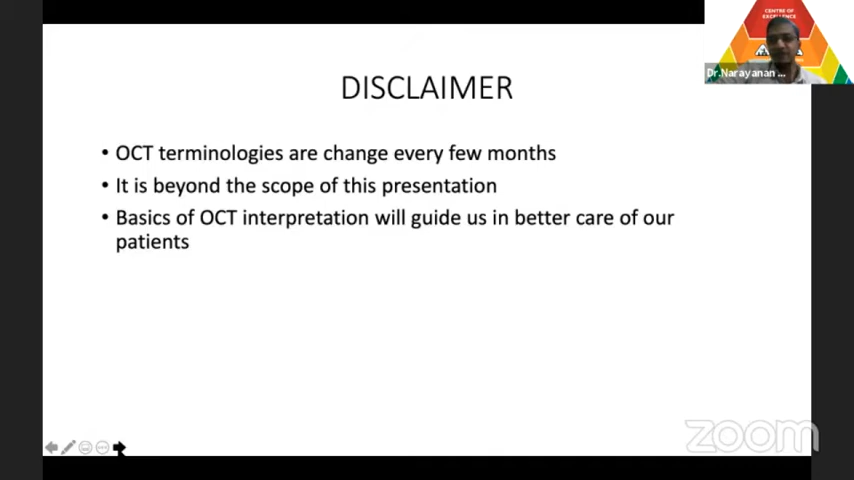 CENTRE OF
EXCELLENCE
Dr.Narayanan ...
DISCLAIMER
• OCT terminologies are change every few months
• It is beyond the scope of this presentation
• Basics of OCT interpretation will guide us in better care of our
patients
zoom